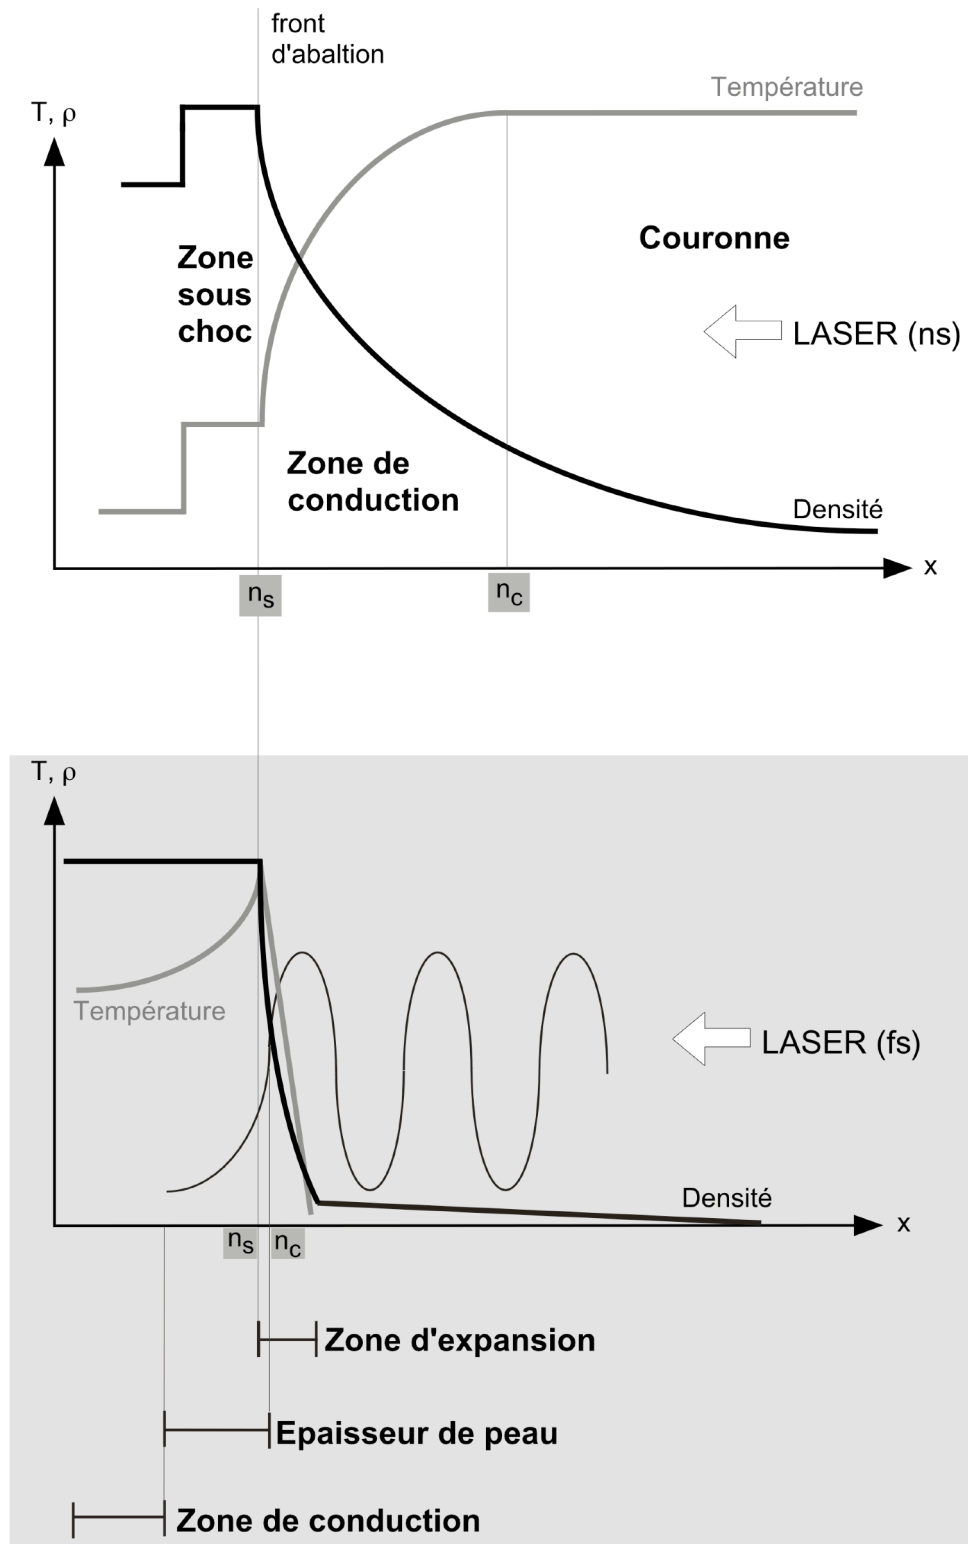 front
d'abaltion
Température
T, ρ
Couronne
Zone
sous
choc
LASER (ns)
Zone de
conduction
Densité
x
ns
nc
T, ρ
Température
LASER (fs)
Densité
x
ns nc
Zone d'expansion
Epaisseur de peau
Zone de conduction